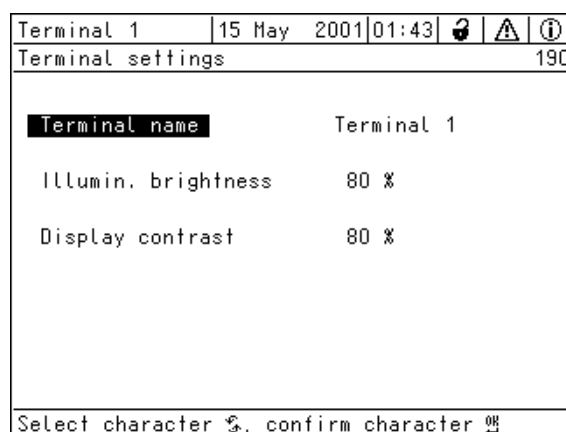 Terminal 1 15 May 2001 01:43
Terminal settings 190
Terminal name Terminal 1
Illumin. brightness 80 %
Display contrast 80 %
Select character , confirm character OK